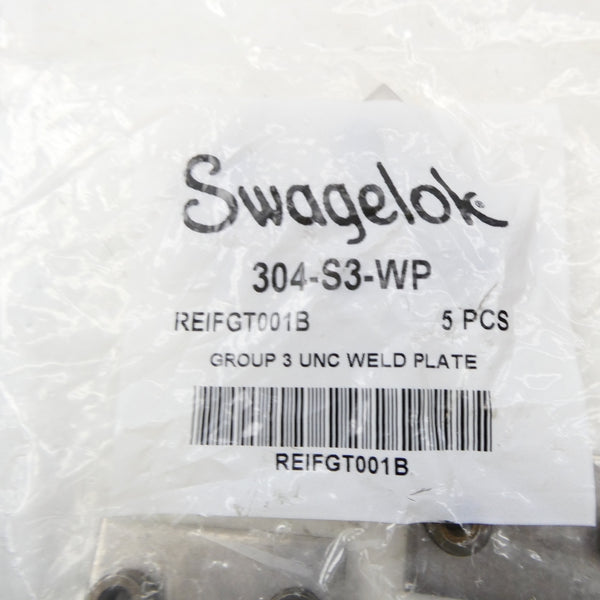 Swagelok®
304-S3-WP
REIFGT001B 5 PCS
GROUP 3 UNC WELD PLATE
REIFGT001B